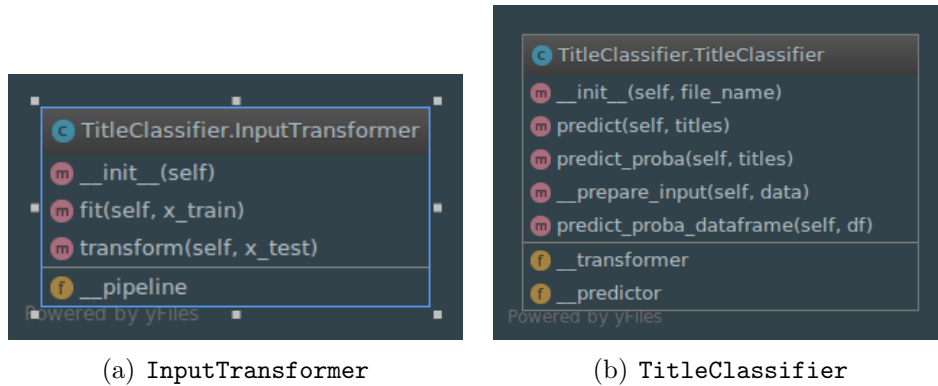 TitleClassifier.InputTransformer
__init__(self)
fit(self, x_train)
transform(self, x_test)
__pipeline
Powered by yFiles
(a) InputTransformer
TitleClassifier.TitleClassifier
__init__(self, file_name)
predict(self, titles)
predict_proba(self, titles)
__prepare_input(self, data)
predict_proba_dataframe(self, df)
__transformer
__predictor
Powered by yFiles
(b) TitleClassifier